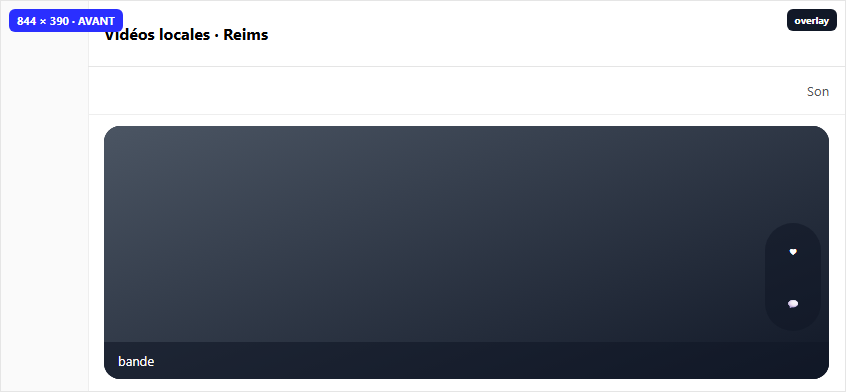 844 × 390 · AVANT
overlay
Vidéos locales · Reims
Son
bande